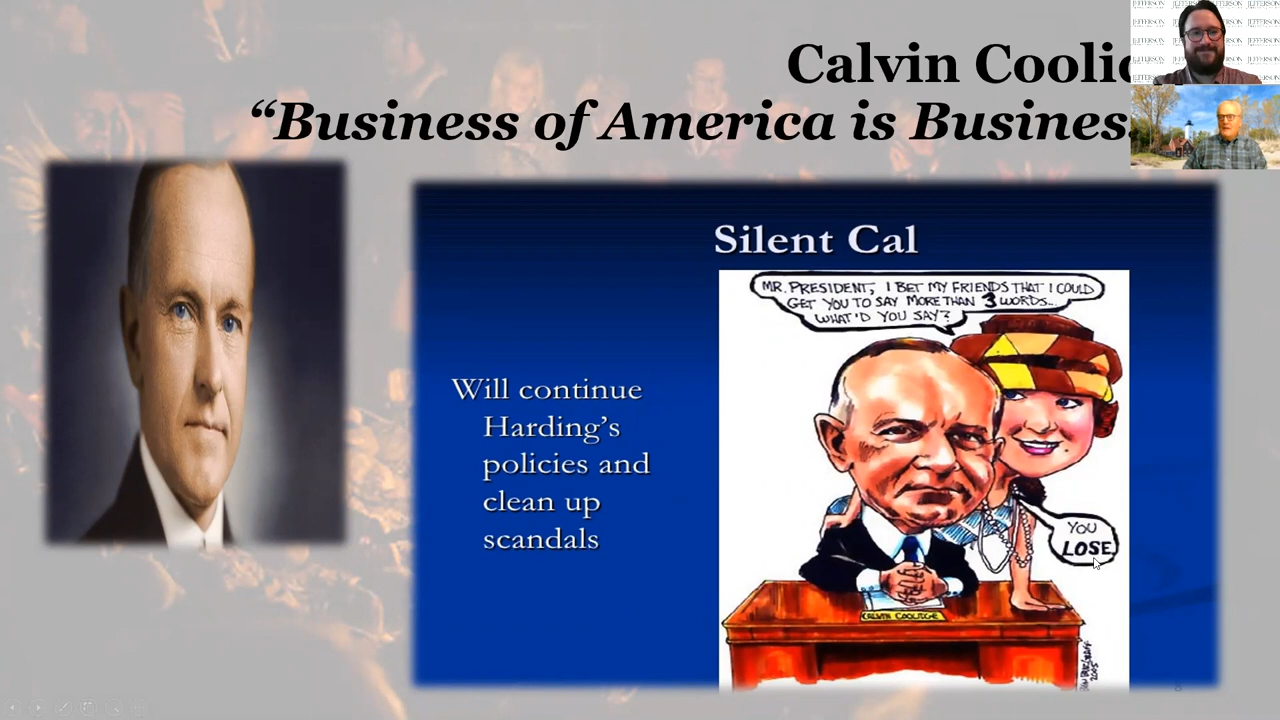 Calvin Coolid
“Business of America is Busines
Silent Cal
MR. PRESIDENT, I BET MY FRIENDS THAT I COULD
GET YOU TO SAY MORE THAN 3 WORDS...
WHAT'D YOU SAY?
Will continue
Harding’s
policies and
clean up
scandals
YOU
LOSE
CALVIN COOLIDGE
2005